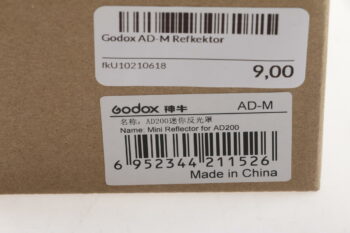 Godox AD-M Refkektor
fkU10210618
9,00
Godox 神牛 AD-M
名称: AD200迷你反光罩
Name: Mini Reflector for AD200
6 952344 211526
Made in China